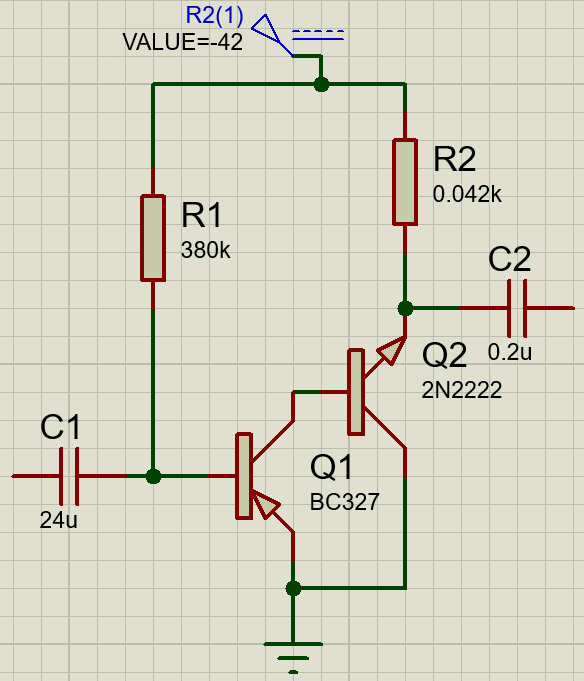 R2(1)
VALUE=-42
R2
0.042k
R1
380k
C2
0.2u
Q2
2N2222
C1
24u
Q1
BC327